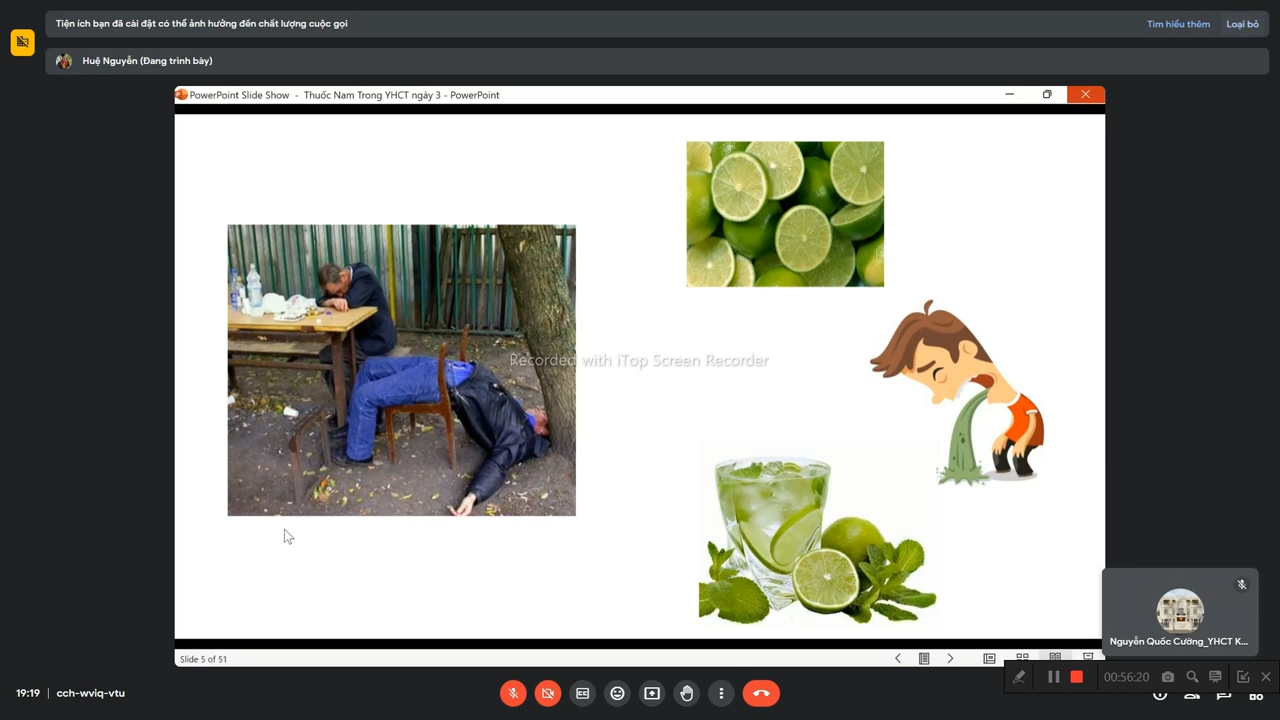 Tiện ích bạn đã cài đặt có thể ảnh hưởng đến chất lượng cuộc gọi
Tìm hiểu thêm
Loại bỏ
Huệ Nguyễn (Đang trình bày)
PowerPoint Slide Show - Thuốc Nam Trong YHCT ngày 3 - PowerPoint
Recorded with iTop Screen Recorder
Nguyễn Quốc Cường_YHCT K...
Slide 5 of 51
00:56:20
19:19 | cch-wviq-vtu